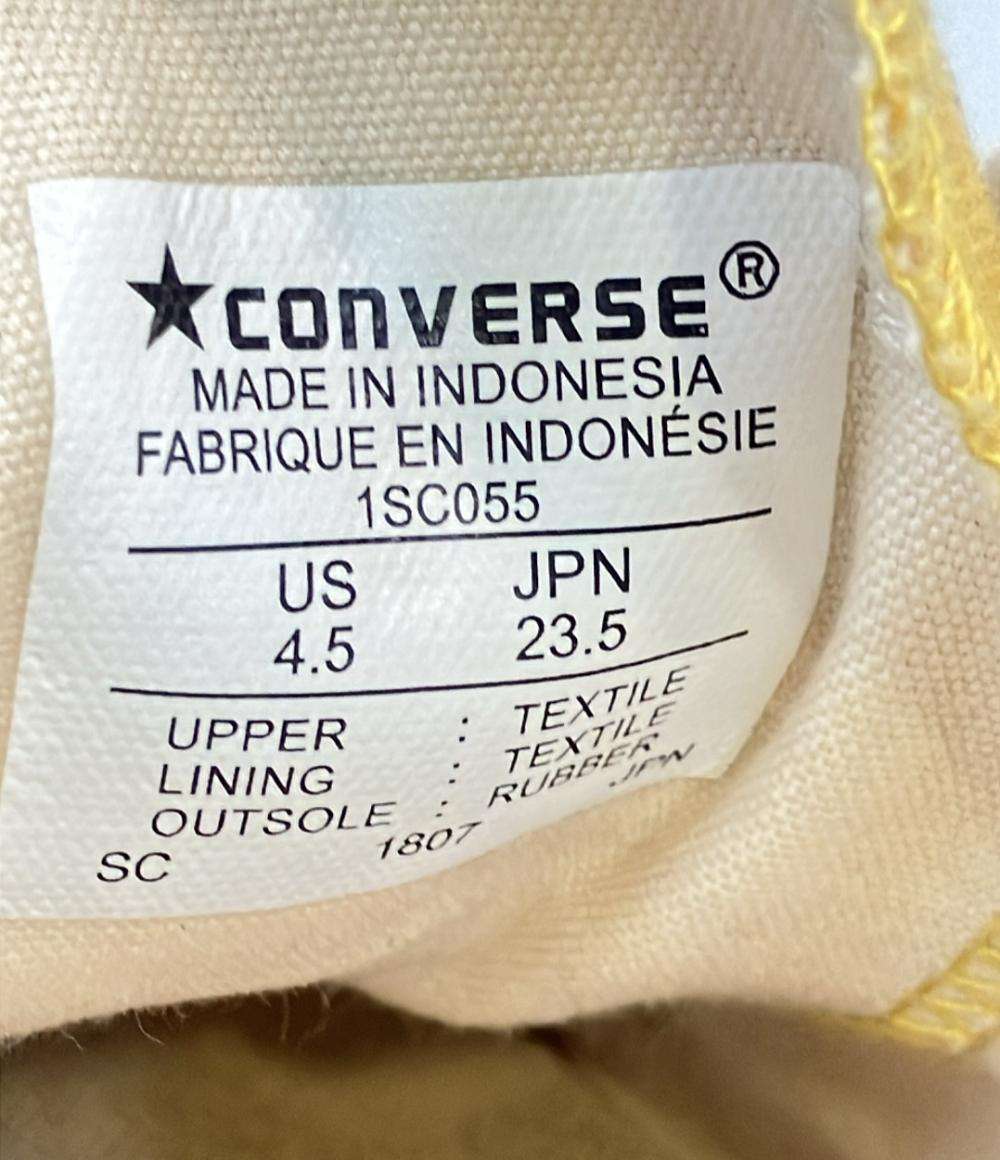 ★CONVERSE®
MADE IN INDONESIA
FABRIQUE EN INDONÉSIE
1SC055
US JPN
4.5 23.5
UPPER : TEXTILE
LINING : TEXTILE
OUTSOLE : RUBBER
SC 1807 JPN